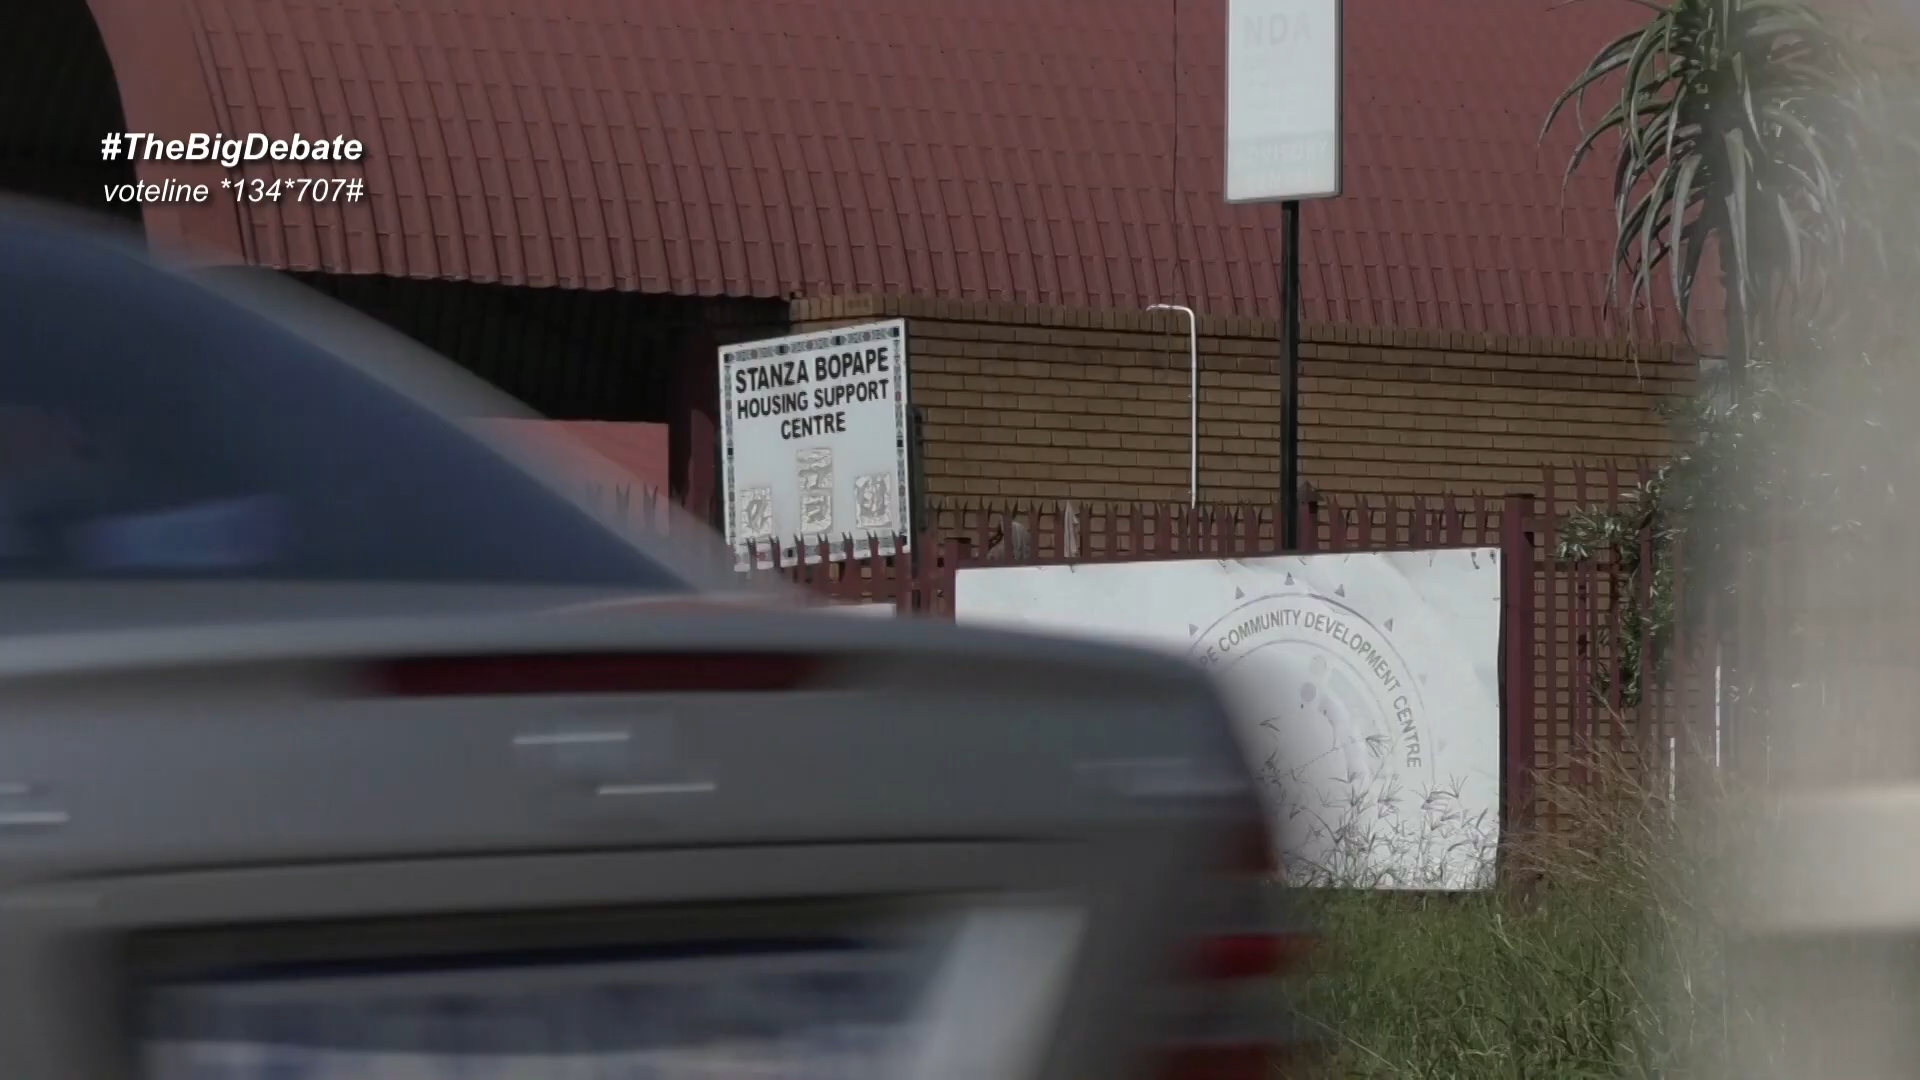 #TheBigDebate
voteline *134*707#
NDA
STANZA BOPAPE
HOUSING SUPPORT
CENTRE
COMMUNITY DEVELOPMENT CENTRE